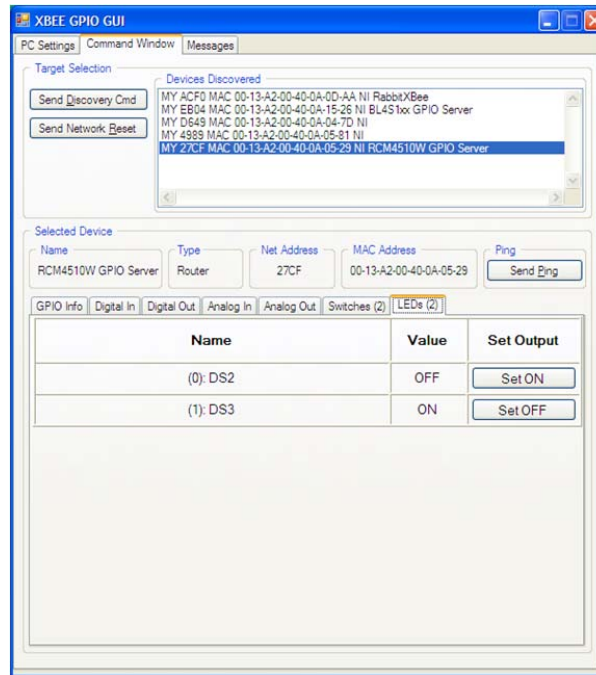 XBEE GPIO GUI
PC Settings Command Window Messages
Target Selection
Send Discovery Cmd
Send Network Reset
Devices Discovered
MY ACF0 MAC 00-13-A2-00-40-0A-0D-AA NI RabbitXBee
MY EB04 MAC 00-13-A2-00-40-0A-15-26 NI BL4S1xx GPIO Server
MY D649 MAC 00-13-A2-00-40-0A-04-7D NI
MY 4989 MAC 00-13-A2-00-40-0A-05-81 NI
MY 27CF MAC 00-13-A2-00-40-0A-05-29 NI RCM4510W GPIO Server
Selected Device
Name Type Net Address MAC Address Ping
RCM4510W GPIO Server Router 27CF 00-13-A2-00-40-0A-05-29 Send Ping
GPIO Info Digital In Digital Out Analog In Analog Out Switches (2) LEDs (2)
Name Value Set Output
(0): DS2 OFF Set ON
(1): DS3 ON Set OFF